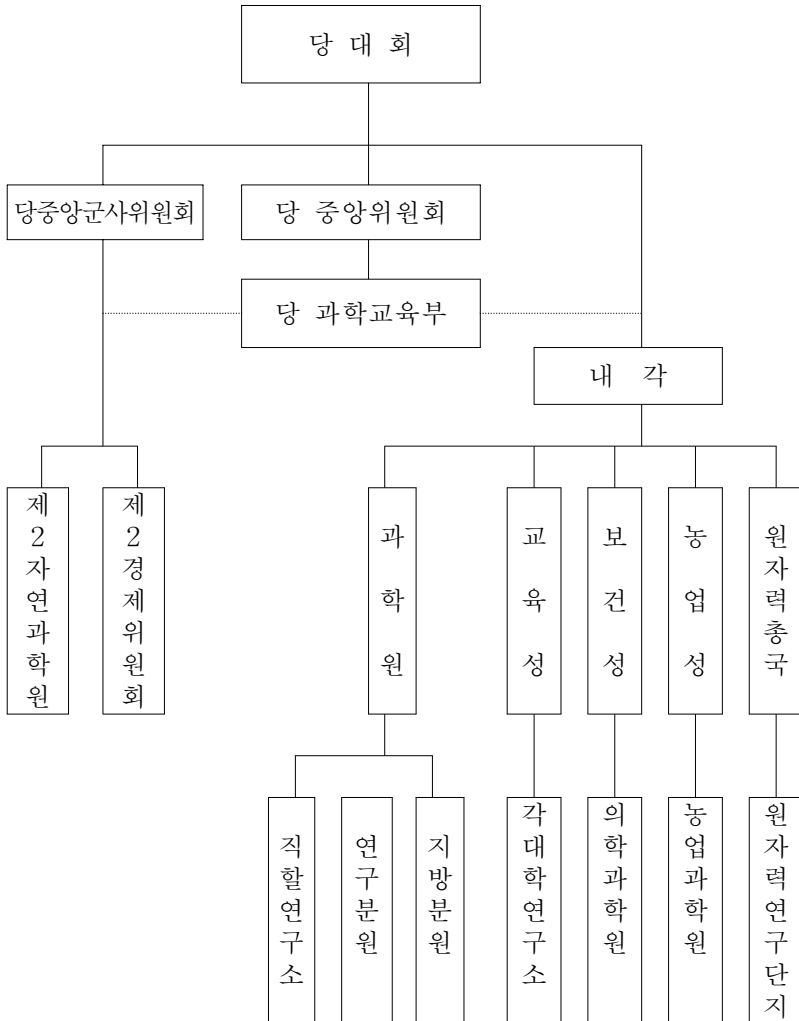 당 대 회
당중앙군사위원회
당 중앙위원회
당 과학교육부
내 각
제2자연과학원
제2경제위원회
과 학 원
교 육 성
보 건 성
농 업 성
원자력총국
직할연구소
연구분원
지방분원
각대학연구소
의학과학원
농업과학원
원자력연구단지